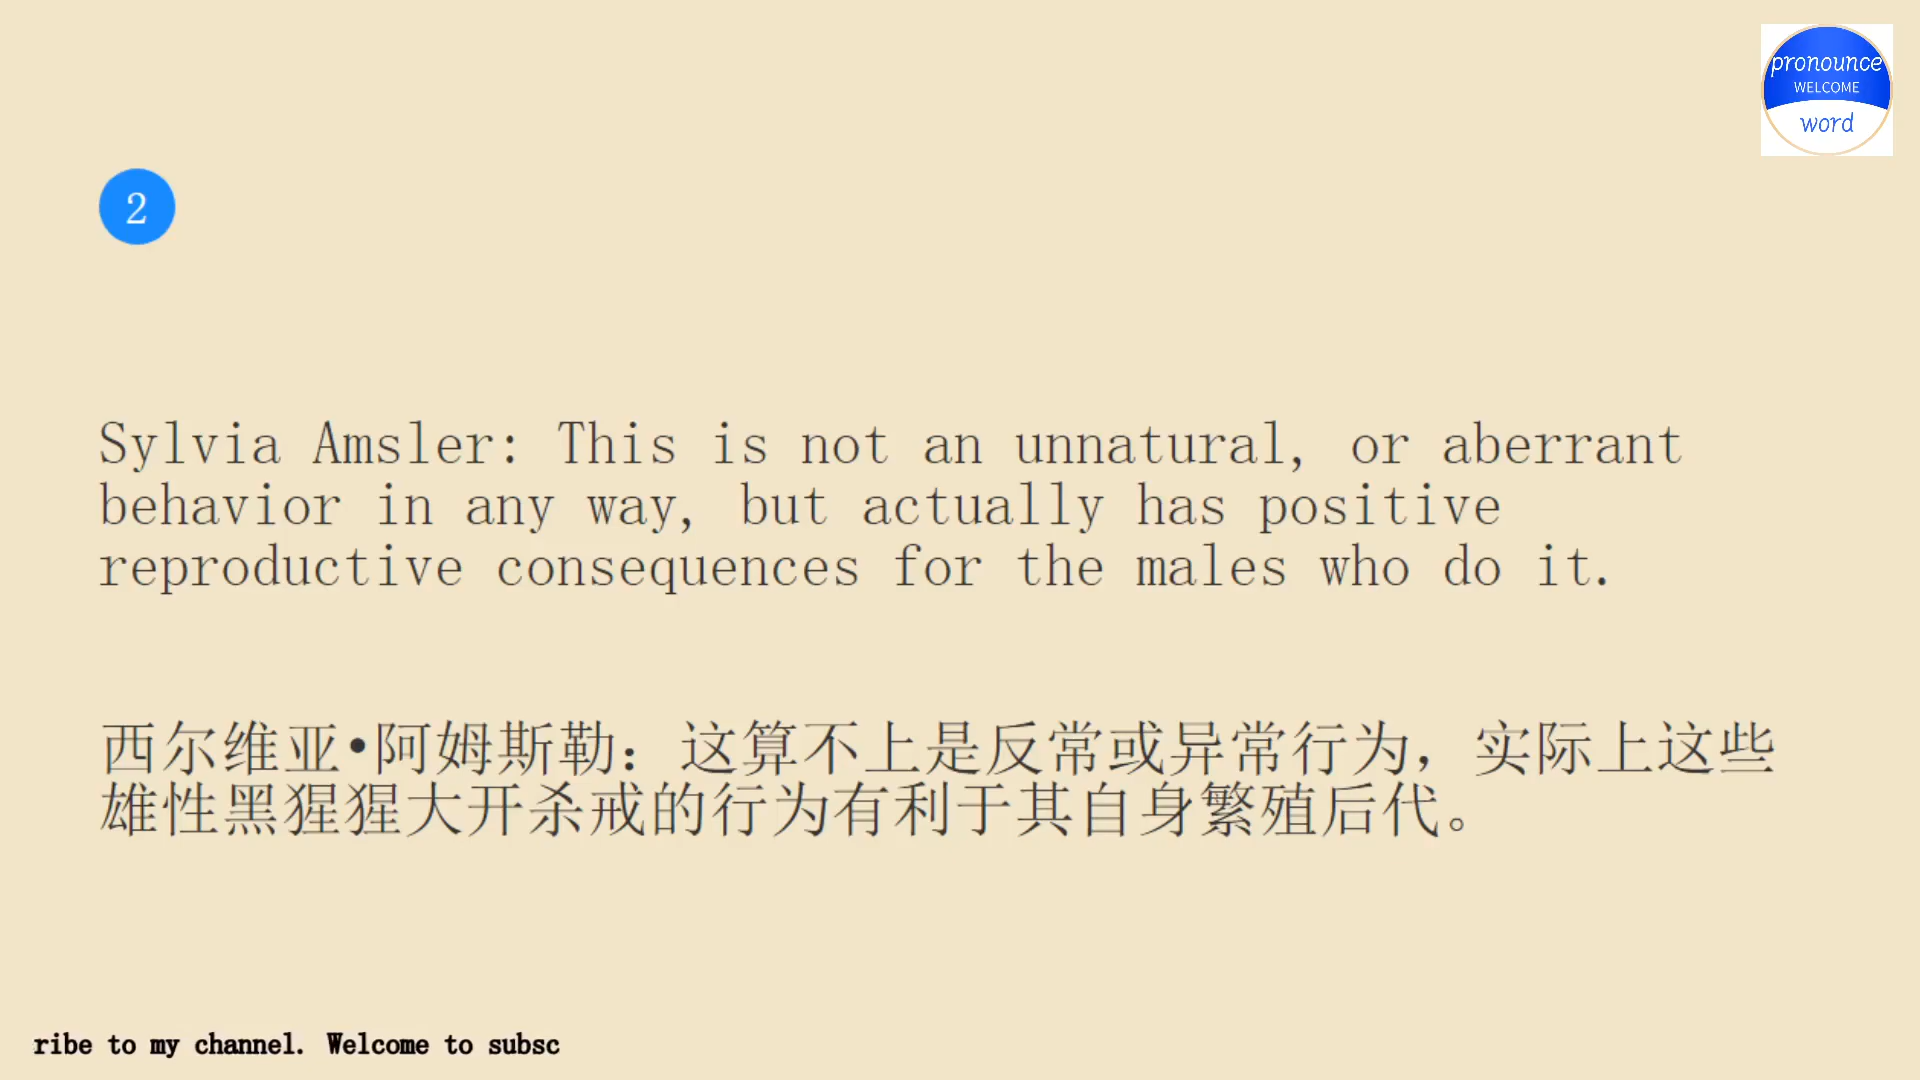 pronounce
WELCOME
word
2
Sylvia Amsler: This is not an unnatural, or aberrant
behavior in any way, but actually has positive
reproductive consequences for the males who do it.
西尔维亚•阿姆斯勒：这算不上是反常或异常行为，实际上这些
雄性黑猩猩大开杀戒的行为有利于其自身繁殖后代。
ribe to my channel. Welcome to subsc